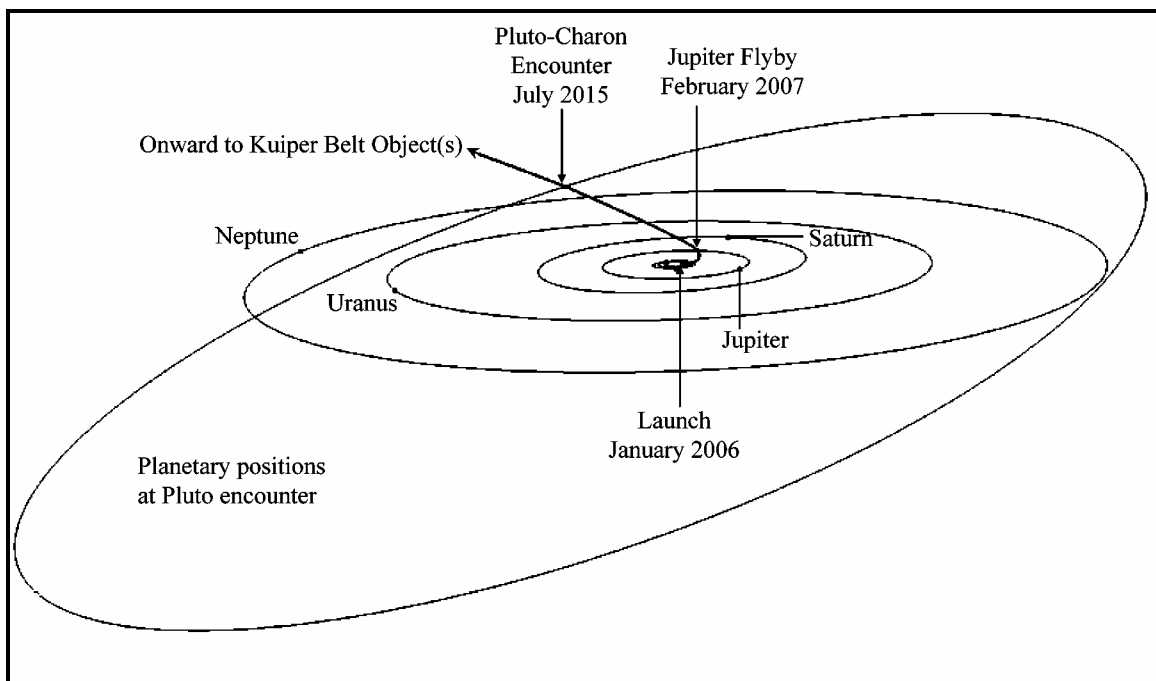 Pluto-Charon
Encounter
July 2015
Jupiter Flyby
February 2007
Onward to Kuiper Belt Object(s)
Neptune
Saturn
Uranus
Jupiter
Launch
January 2006
Planetary positions
at Pluto encounter